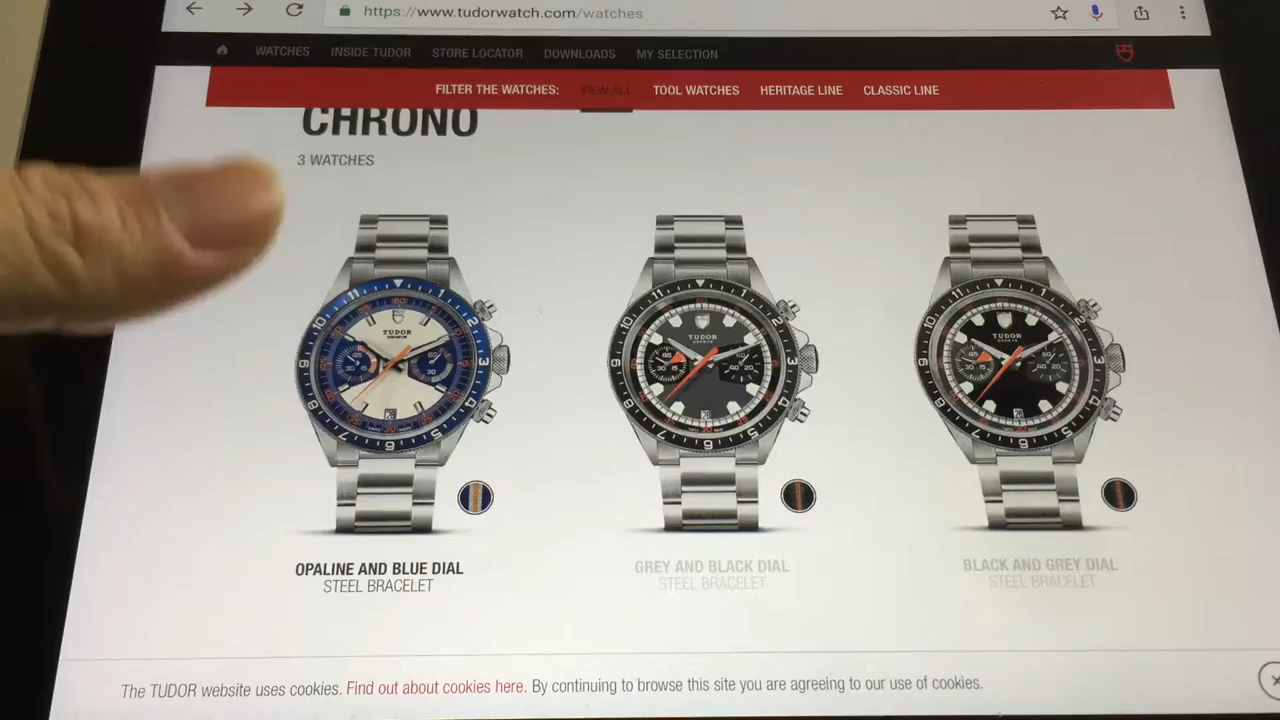 https://www.tudorwatch.com/watches
WATCHES INSIDE TUDOR STORE LOCATOR DOWNLOADS MY SELECTION
FILTER THE WATCHES: VIEW ALL TOOL WATCHES HERITAGE LINE CLASSIC LINE
CHRONO
3 WATCHES
TUDOR
TUDOR
TUDOR
OPALINE AND BLUE DIAL
STEEL BRACELET
GREY AND BLACK DIAL
STEEL BRACELET
BLACK AND GREY DIAL
STEEL BRACELET
The TUDOR website uses cookies. Find out about cookies here. By continuing to browse this site you are agreeing to our use of cookies.